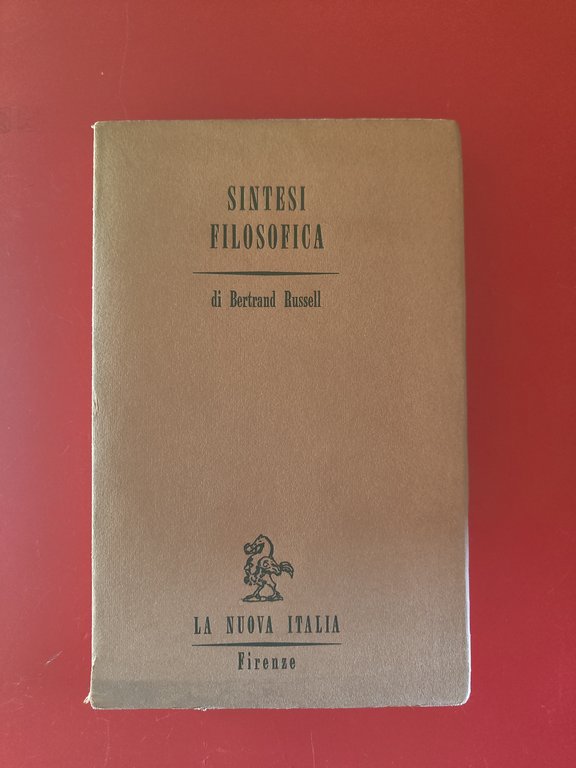 SINTESI
FILOSOFICA
di Bertrand Russell
LA NUOVA ITALIA
Firenze